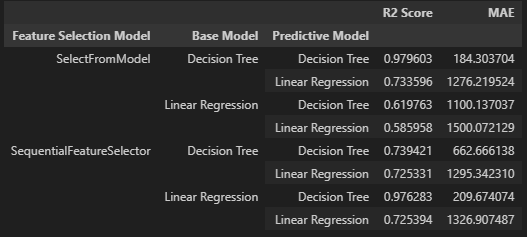 R2 Score MAE
Feature Selection Model Base Model Predictive Model
SelectFromModel Decision Tree Decision Tree 0.979603 184.303704
Linear Regression 0.733596 1276.219524
Linear Regression Decision Tree 0.619763 1100.137037
Linear Regression 0.585958 1500.072129
SequentialFeatureSelector Decision Tree Decision Tree 0.739421 662.666138
Linear Regression 0.725331 1295.342310
Linear Regression Decision Tree 0.976283 209.674074
Linear Regression 0.725394 1326.907487